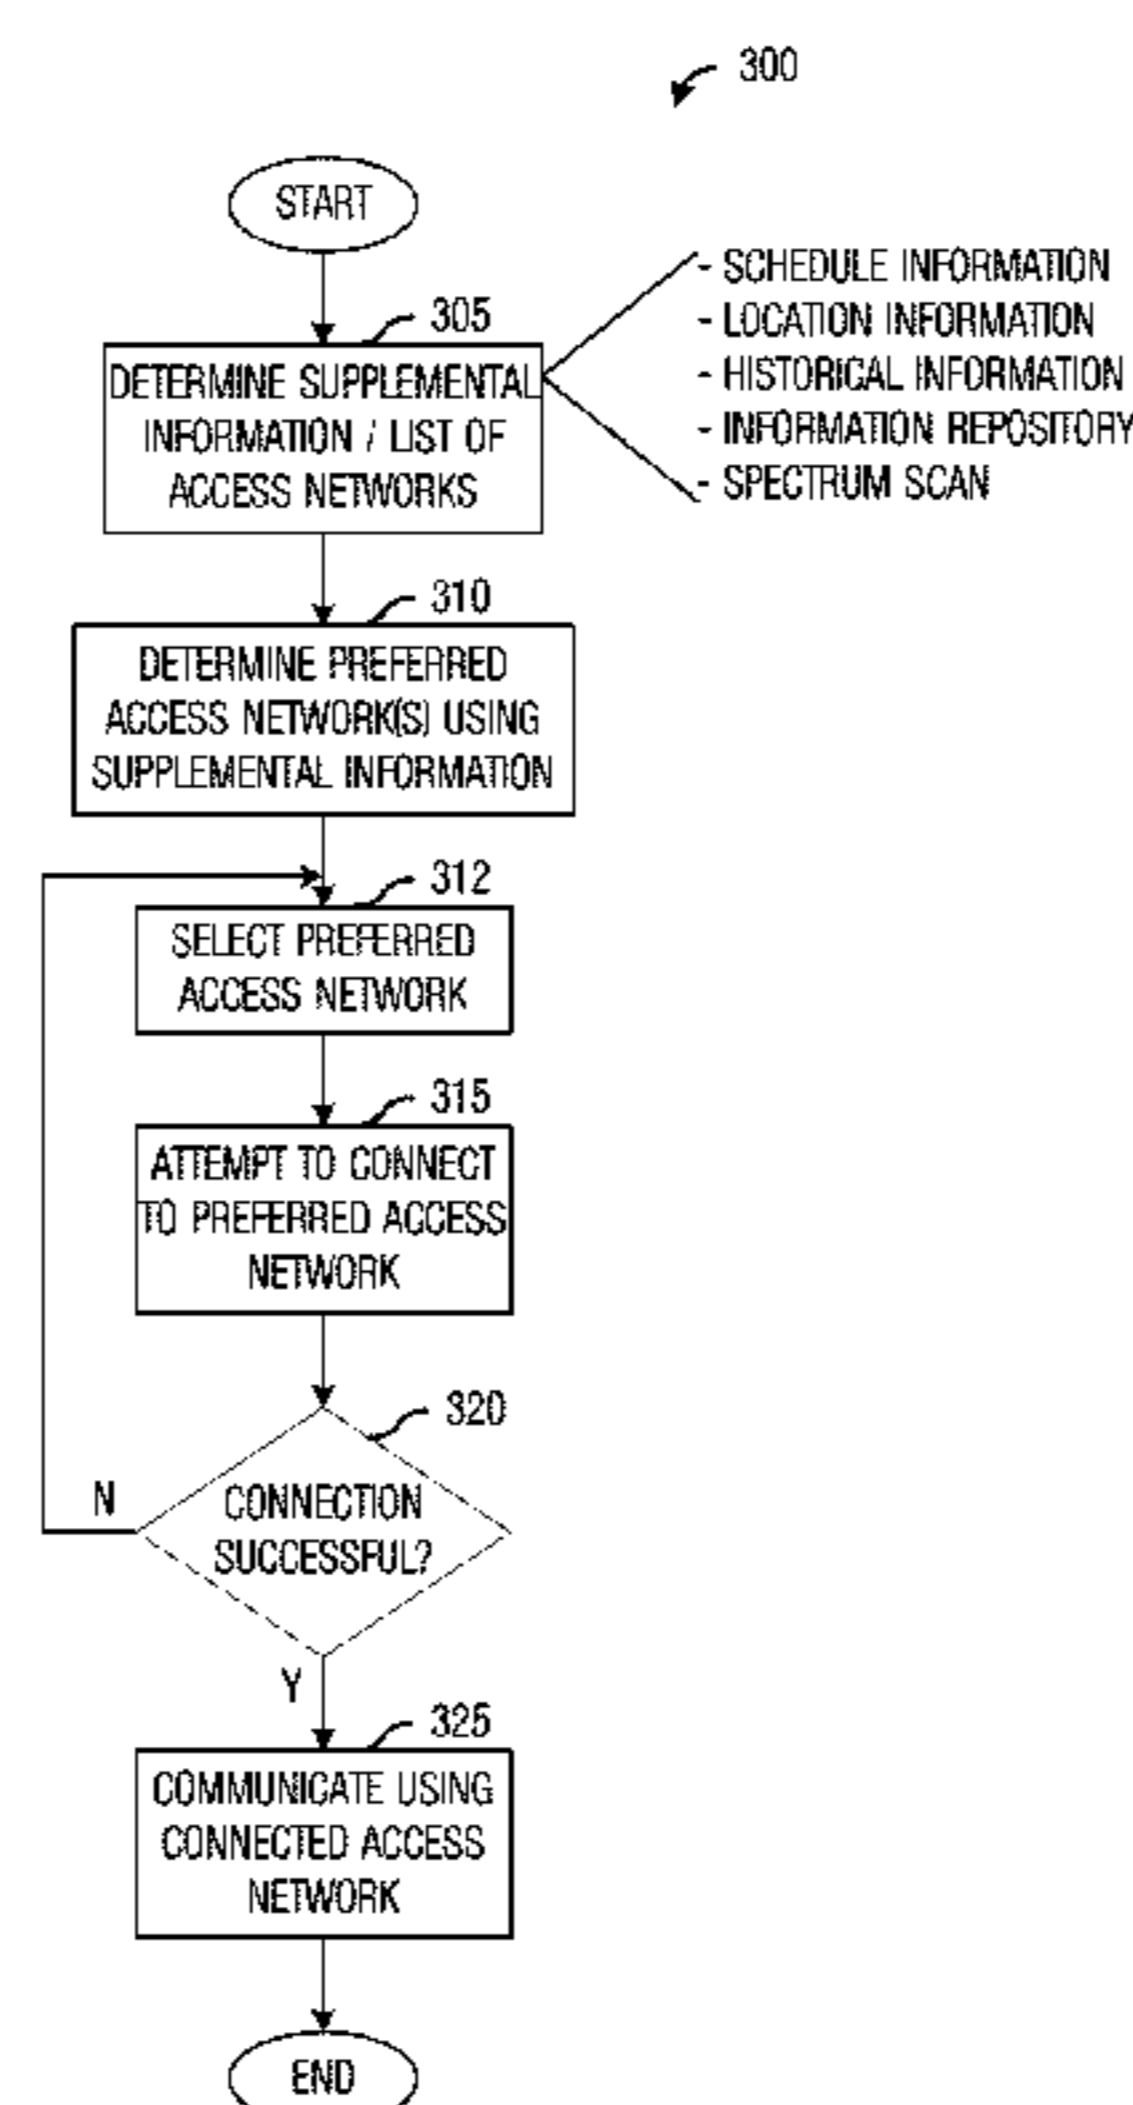 300
START
305
DETERMINE SUPPLEMENTAL
INFORMATION / LIST OF
ACCESS NETWORKS
- SCHEDULE INFORMATION
- LOCATION INFORMATION
- HISTORICAL INFORMATION
- INFORMATION REPOSITORY
- SPECTRUM SCAN
310
DETERMINE PREFERRED
ACCESS NETWORK(S) USING
SUPPLEMENTAL INFORMATION
312
SELECT PREFERRED
ACCESS NETWORK
315
ATTEMPT TO CONNECT
TO PREFERRED ACCESS
NETWORK
320
CONNECTION
SUCCESSFUL?
N
Y
325
COMMUNICATE USING
CONNECTED ACCESS
NETWORK
END